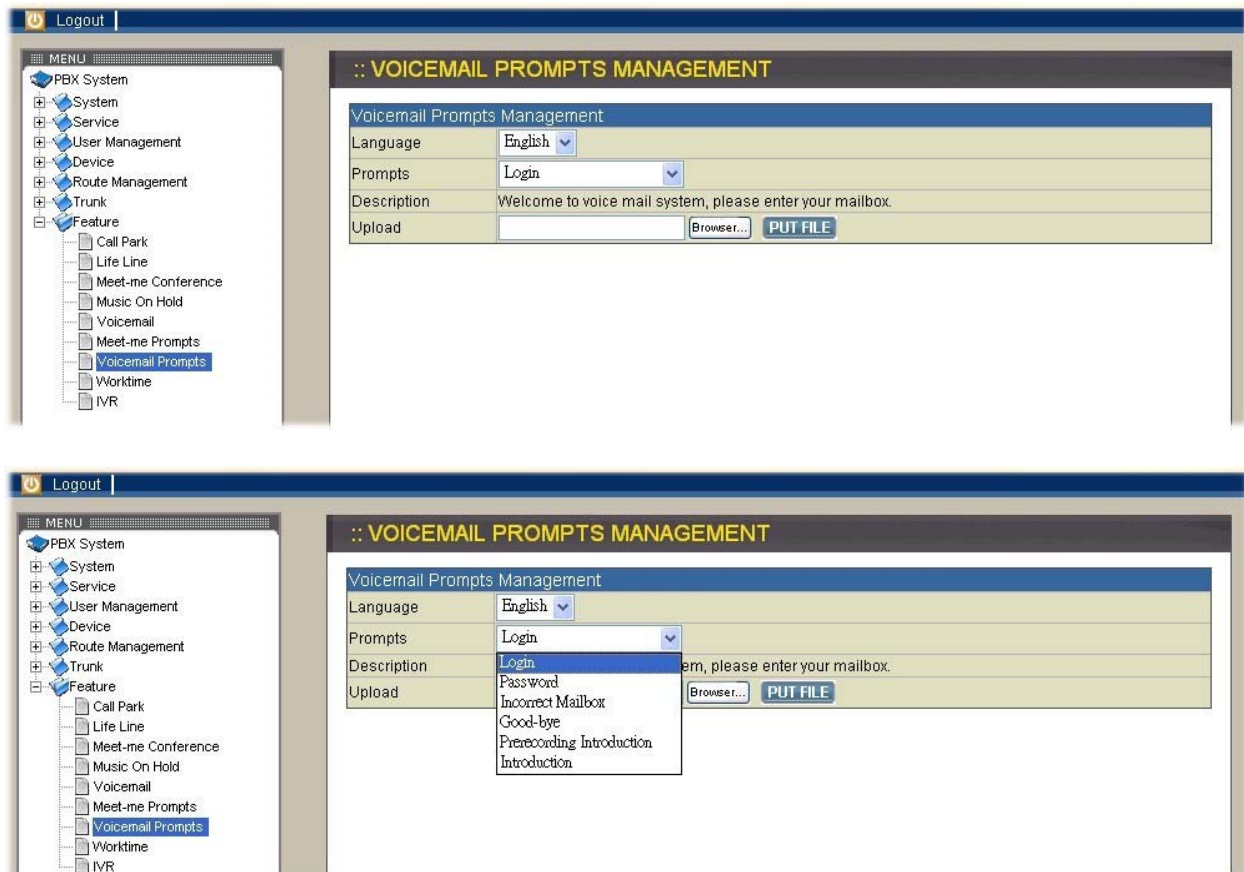 Logout
MENU
PBX System
System
Service
User Management
Device
Route Management
Trunk
Feature
Call Park
Life Line
Meet-me Conference
Music On Hold
Voicemail
Meet-me Prompts
Voicemail Prompts
Worktime
IVR
:: VOICEMAIL PROMPTS MANAGEMENT
Voicemail Prompts Management
Language English
Prompts Login
Description Welcome to voice mail system, please enter your mailbox.
Upload Browser... PUT FILE
Logout
MENU
PBX System
System
Service
User Management
Device
Route Management
Trunk
Feature
Call Park
Life Line
Meet-me Conference
Music On Hold
Voicemail
Meet-me Prompts
Voicemail Prompts
Worktime
IVR
:: VOICEMAIL PROMPTS MANAGEMENT
Voicemail Prompts Management
Language English
Prompts Login
Description em, please enter your mailbox.
Upload Browser... PUT FILE
Login
Password
Incorrect Mailbox
Good-bye
Prerecording Introduction
Introduction